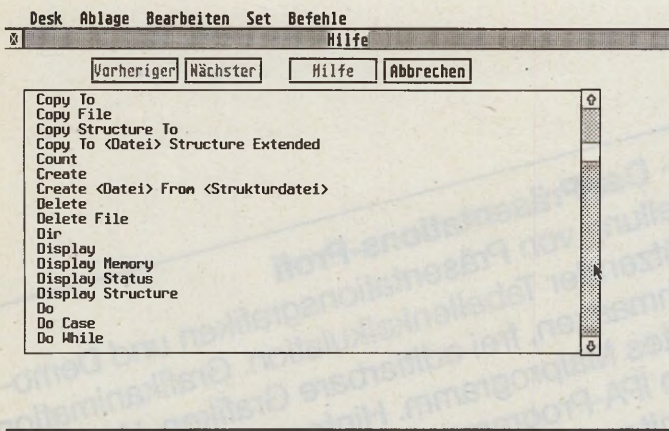 Desk Ablage Bearbeiten Set Befehle
Hilfe
Vorheriger Nächster Hilfe Abbrechen
Copy To
Copy File
Copy Structure To
Copy To <Datei> Structure Extended
Count
Create
Create <Datei> From <Strukturdatei>
Delete
Delete File
Dir
Display
Display Memory
Display Status
Display Structure
Do
Do Case
Do While